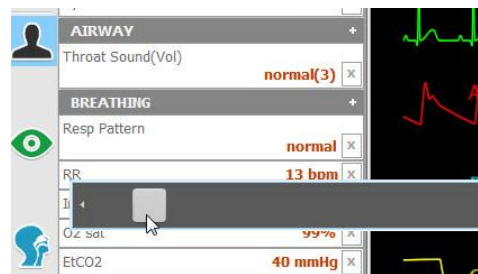 AIRWAY +
Throat Sound(Vol)
normal(3) x
BREATHING +
Resp Pattern
normal x
RR 13 bpm x
O2 sat 99% x
EtCO2 40 mmHg x